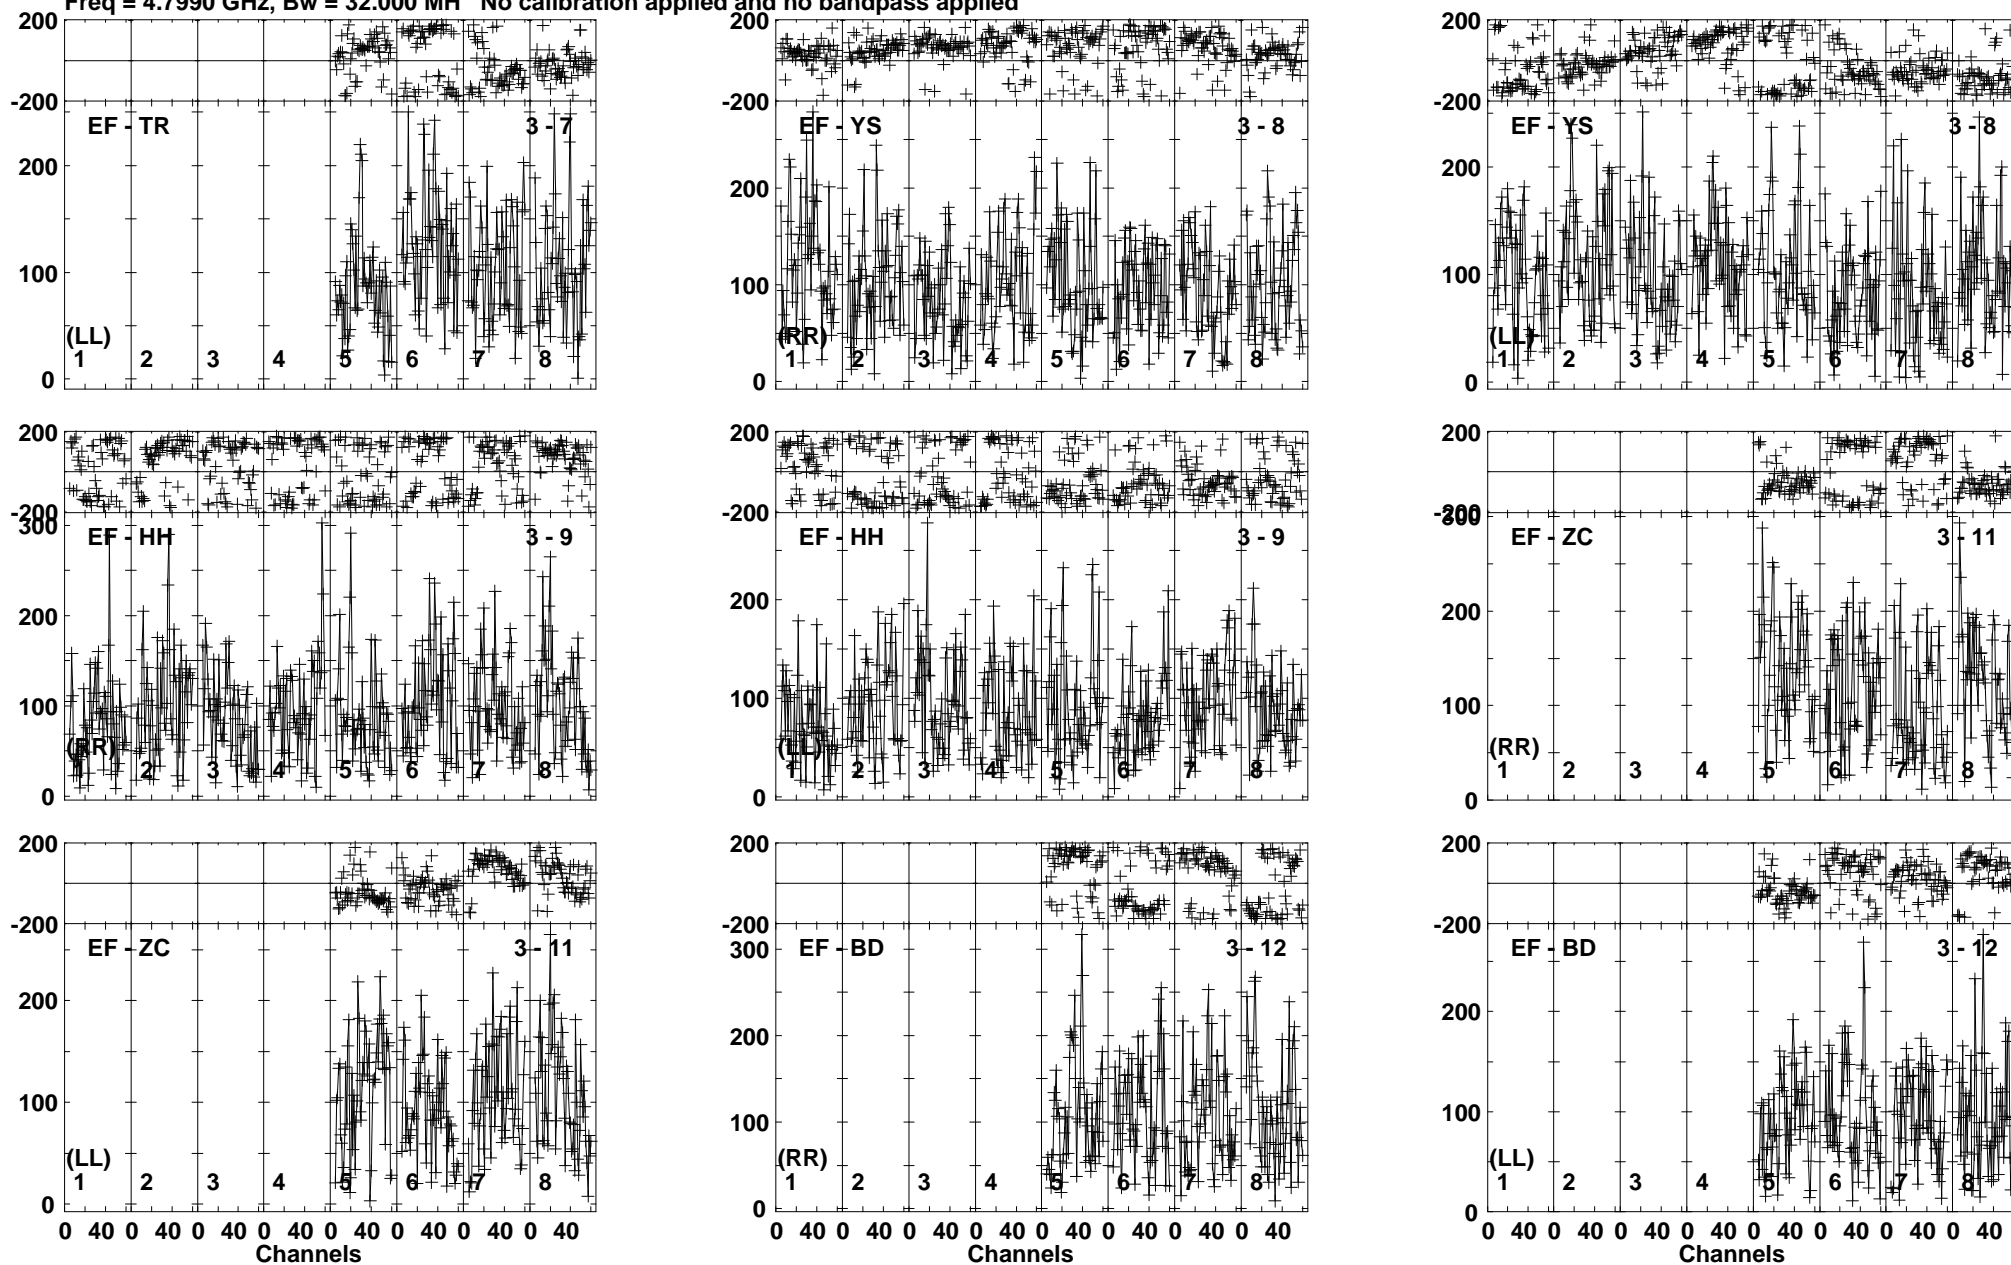 Freq = 4.7990 GHz, Bw = 32.000 MH No calibration applied and no bandpass applied
200 200 200
-200 -200 -200
EF - TR 3 - 7 EF - YS 3 - 8 EF - YS 3 - 8
200 200 200
100 100 100
(LL) (RR) (LL)
1 2 3 4 5 6 7 8 1 2 3 4 5 6 7 8 1 2 3 4 5 6 7 8
0 0 0
200 200 200
-200 -200 -200
300 300
EF - HH 3 - 9 EF - HH 3 - 9 EF - ZC 3 - 11
200 200 200
100 100 100
(RR) (LL) (RR)
1 2 3 4 5 6 7 8 1 2 3 4 5 6 7 8 1 2 3 4 5 6 7 8
0 0 0
200 200 200
-200 -200 -200
EF - ZC 3 - 11 EF - BD 3 - 12 EF - BD 3 - 12
300
200 200 200
100 100 100
(LL) (RR) (LL)
1 2 3 4 5 6 7 8 1 2 3 4 5 6 7 8 1 2 3 4 5 6 7 8
0 0 0
0 40 0 40 0 40 0 40 0 40 0 40 0 40 0 40 0 40 0 40 0 40 0 40 0 40 0 40 0 40 0 40 0 40 0 40 0 40 0 40 0 40 0 40 0 40 0 40
Channels Channels Channels